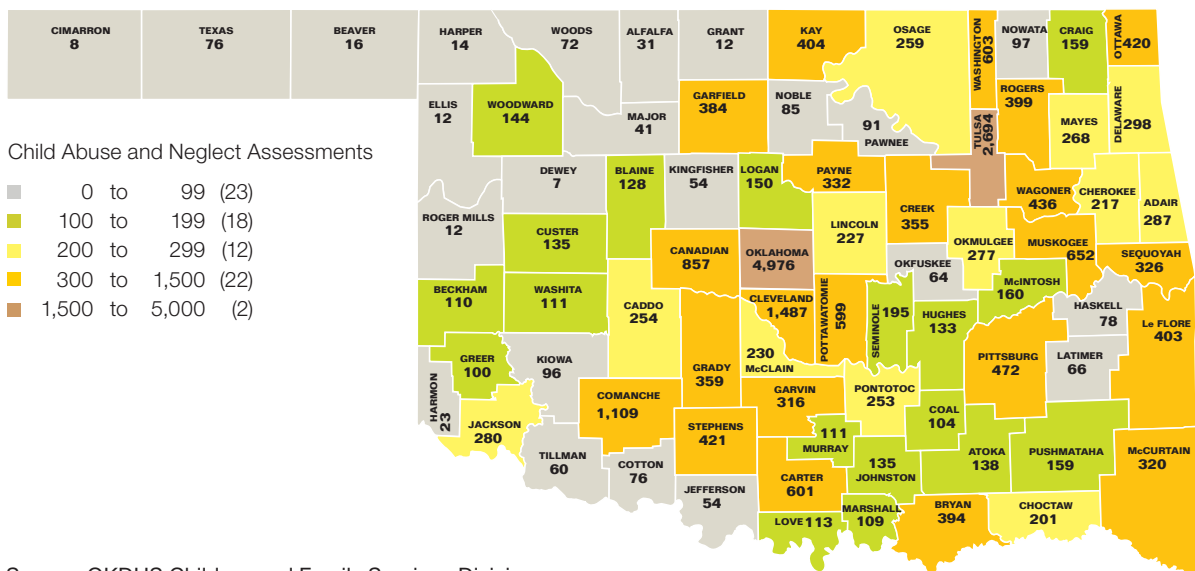 CIMARRON
8
TEXAS
76
BEAVER
16
HARPER
14
WOODS
72
ALFALFA
31
GRANT
12
KAY
404
OSAGE
259
WASHINGTON
603
NOWATA
97
CRAIG
159
OTTAWA
420
ELLIS
12
WOODWARD
144
MAJOR
41
GARFIELD
384
NOBLE
85
91
PAWNEE
TULSA
2,694
ROGERS
399
MAYES
268
DELAWARE
298
Child Abuse and Neglect Assessments
0 to 99 (23)
100 to 199 (18)
200 to 299 (12)
300 to 1,500 (22)
1,500 to 5,000 (2)
ROGER MILLS
12
DEWEY
7
CUSTER
135
BLAINE
128
KINGFISHER
54
LOGAN
150
PAYNE
332
LINCOLN
227
CREEK
355
OKMULGEE
277
WAGONER
436
CHEROKEE
217
ADAIR
287
MUSKOGEE
652
SEQUOYAH
326
BECKHAM
110
WASHITA
111
CADDO
254
CANADIAN
857
OKLAHOMA
4,976
CLEVELAND
1,487
POTTAWATOMIE
599
SEMINOLE
195
OKFUSKEE
64
HUGHES
133
McINTOSH
160
HASKELL
78
Le FLORE
403
GREER
100
KIOWA
96
HARMON
23
JACKSON
280
COMANCHE
1,109
GRADY
359
230
McCLAIN
GARVIN
316
PONTOTOC
253
PITTSBURG
472
LATIMER
66
COAL
104
TILLMAN
60
COTTON
76
STEPHENS
421
JEFFERSON
54
111
MURRAY
CARTER
601
135
JOHNSTON
ATOKA
138
PUSHMATAHA
159
McCURTAIN
320
LOVE 113
MARSHALL
109
BRYAN
394
CHOCTAW
201